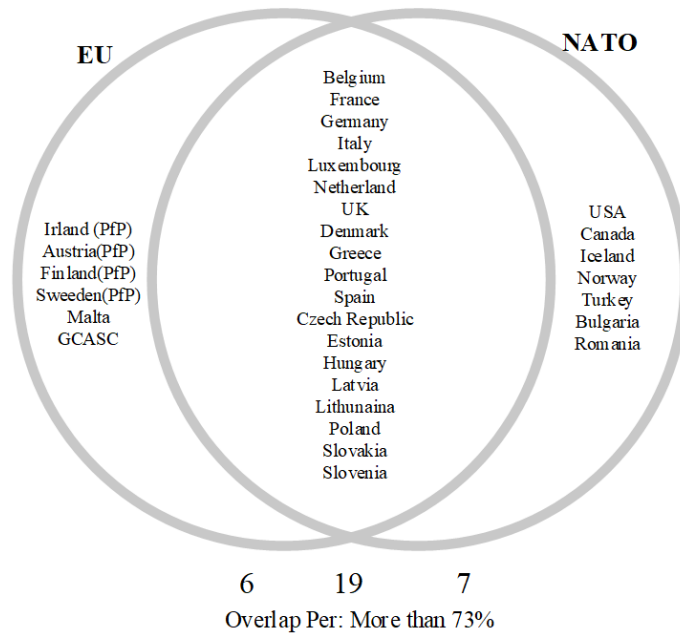 EU
NATO
Irland (PfP)
Austria(PfP)
Finland(PfP)
Sweeden(PfP)
Malta
GCASC
Belgium
France
Germany
Italy
Luxembourg
Netherland
UK
Denmark
Greece
Portugal
Spain
Czech Republic
Estonia
Hungary
Latvia
Lithunaina
Poland
Slovakia
Slovenia
USA
Canada
Iceland
Norway
Turkey
Bulgaria
Romania
6 19 7
Overlap Per: More than 73%